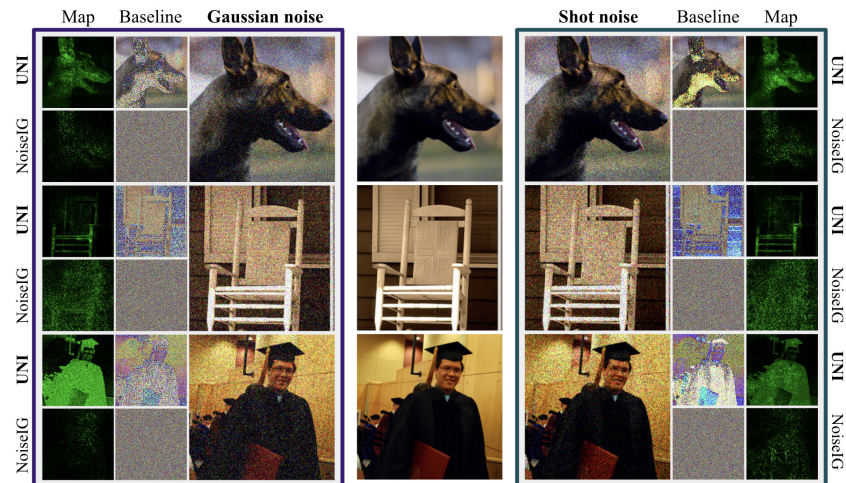 Map Baseline Gaussian noise Shot noise Baseline Map
UNI UNI
NoiseIG NoiseIG
UNI UNI
NoiseIG NoiseIG
UNI UNI
NoiseIG NoiseIG